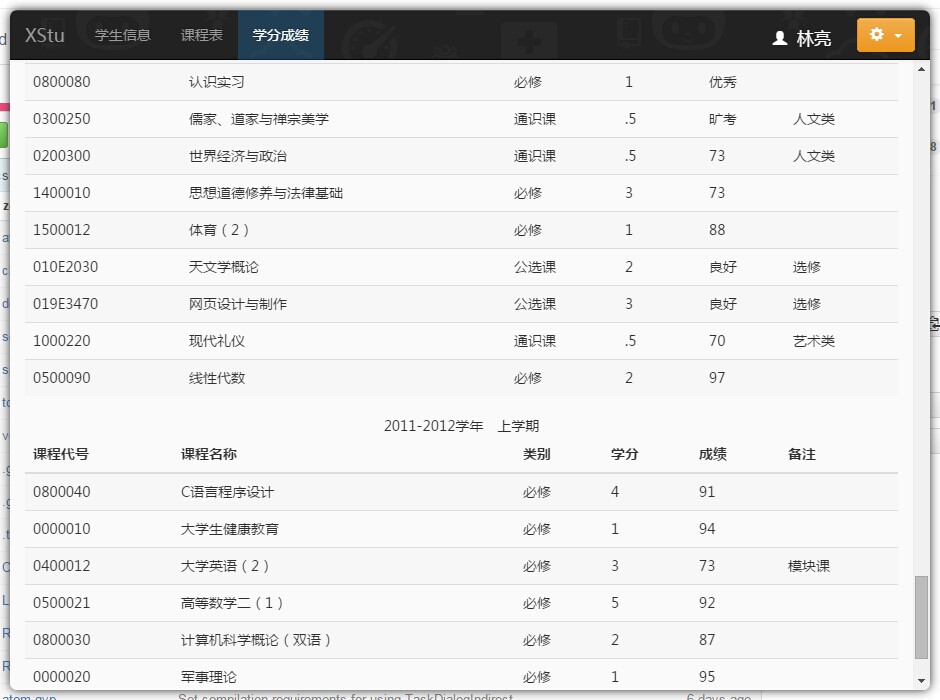 XStu 学生信息 课程表 学分成绩 林亮
0800080 认识实习 必修 1 优秀
0300250 儒家、道家与禅宗美学 通识课 .5 旷考 人文类
0200300 世界经济与政治 通识课 .5 73 人文类
1400010 思想道德修养与法律基础 必修 3 73
1500012 体育（2） 必修 1 88
010E2030 天文学概论 公选课 2 良好 选修
019E3470 网页设计与制作 公选课 3 良好 选修
1000220 现代礼仪 通识课 .5 70 艺术类
0500090 线性代数 必修 2 97
2011-2012学年 上学期
课程代号 课程名称 类别 学分 成绩 备注
0800040 C语言程序设计 必修 4 91
0000010 大学生健康教育 必修 1 94
0400012 大学英语（2） 必修 3 73 模块课
0500021 高等数学二（1） 必修 5 92
0800030 计算机科学概论（双语） 必修 2 87
0000020 军事理论 必修 1 95
atom.gyp Set compilation requirements for using TaskDialogIndirect 6 days ago